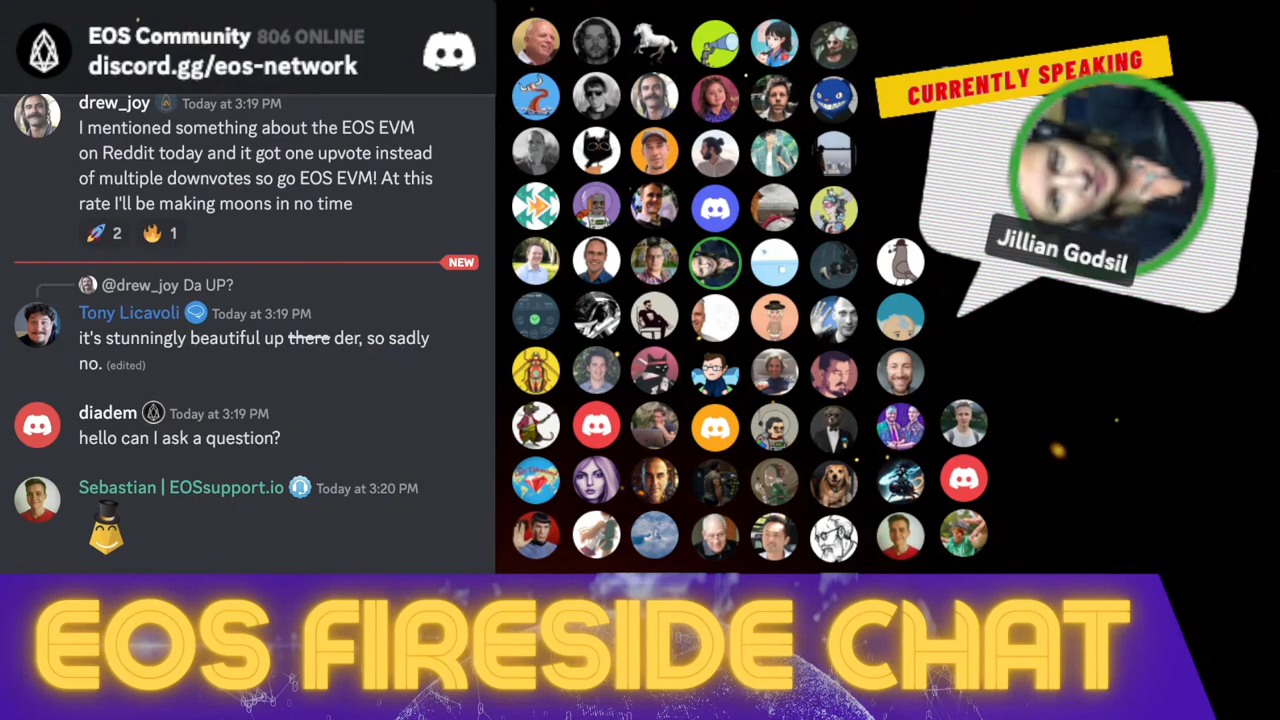 EOS Community 806 ONLINE
discord.gg/eos-network
drew_joy Today at 3:19 PM
I mentioned something about the EOS EVM
on Reddit today and it got one upvote instead
of multiple downvotes so go EOS EVM! At this
rate I'll be making moons in no time
2 1
NEW
@drew_joy Da UP?
Tony Licavoli Today at 3:19 PM
it's stunningly beautiful up there der, so sadly
no. (edited)
diadem Today at 3:19 PM
hello can I ask a question?
Sebastian | EOSsupport.io Today at 3:20 PM
CURRENTLY SPEAKING
Jillian Godsil
EOS FIRESIDE CHAT